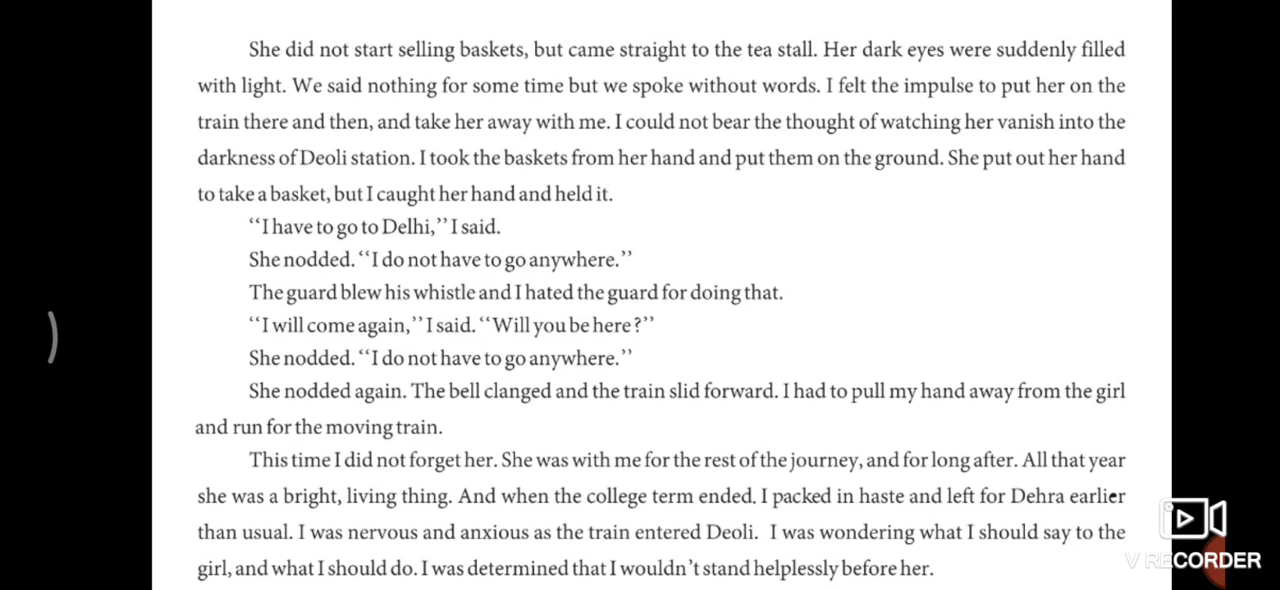 She did not start selling baskets, but came straight to the tea stall. Her dark eyes were suddenly filled
with light. We said nothing for some time but we spoke without words. I felt the impulse to put her on the
train there and then, and take her away with me. I could not bear the thought of watching her vanish into the
darkness of Deoli station. I took the baskets from her hand and put them on the ground. She put out her hand
to take a basket, but I caught her hand and held it.
‘‘I have to go to Delhi,’’ I said.
She nodded. ‘‘I do not have to go anywhere.’’
The guard blew his whistle and I hated the guard for doing that.
‘‘I will come again,’’ I said. ‘‘Will you be here?’’
She nodded. ‘‘I do not have to go anywhere.’’
She nodded again. The bell clanged and the train slid forward. I had to pull my hand away from the girl
and run for the moving train.
This time I did not forget her. She was with me for the rest of the journey, and for long after. All that year
she was a bright, living thing. And when the college term ended. I packed in haste and left for Dehra earlier
than usual. I was nervous and anxious as the train entered Deoli. I was wondering what I should say to the
girl, and what I should do. I was determined that I wouldn’t stand helplessly before her.
V RECORDER